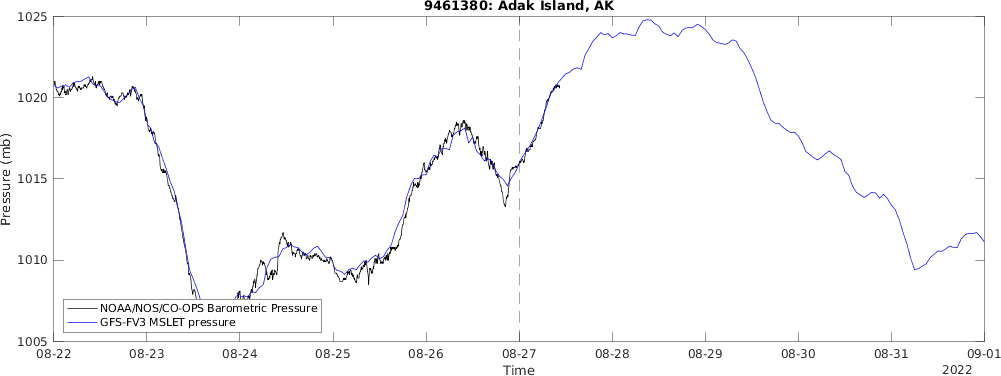 9461380: Adak Island, AK
Pressure (mb)
1025
1020
1015
1010
1005
NOAA/NOS/CO-OPS Barometric Pressure
GFS-FV3 MSLET pressure
08-22 08-23 08-24 08-25 08-26 08-27 08-28 08-29 08-30 08-31 09-01
Time
2022